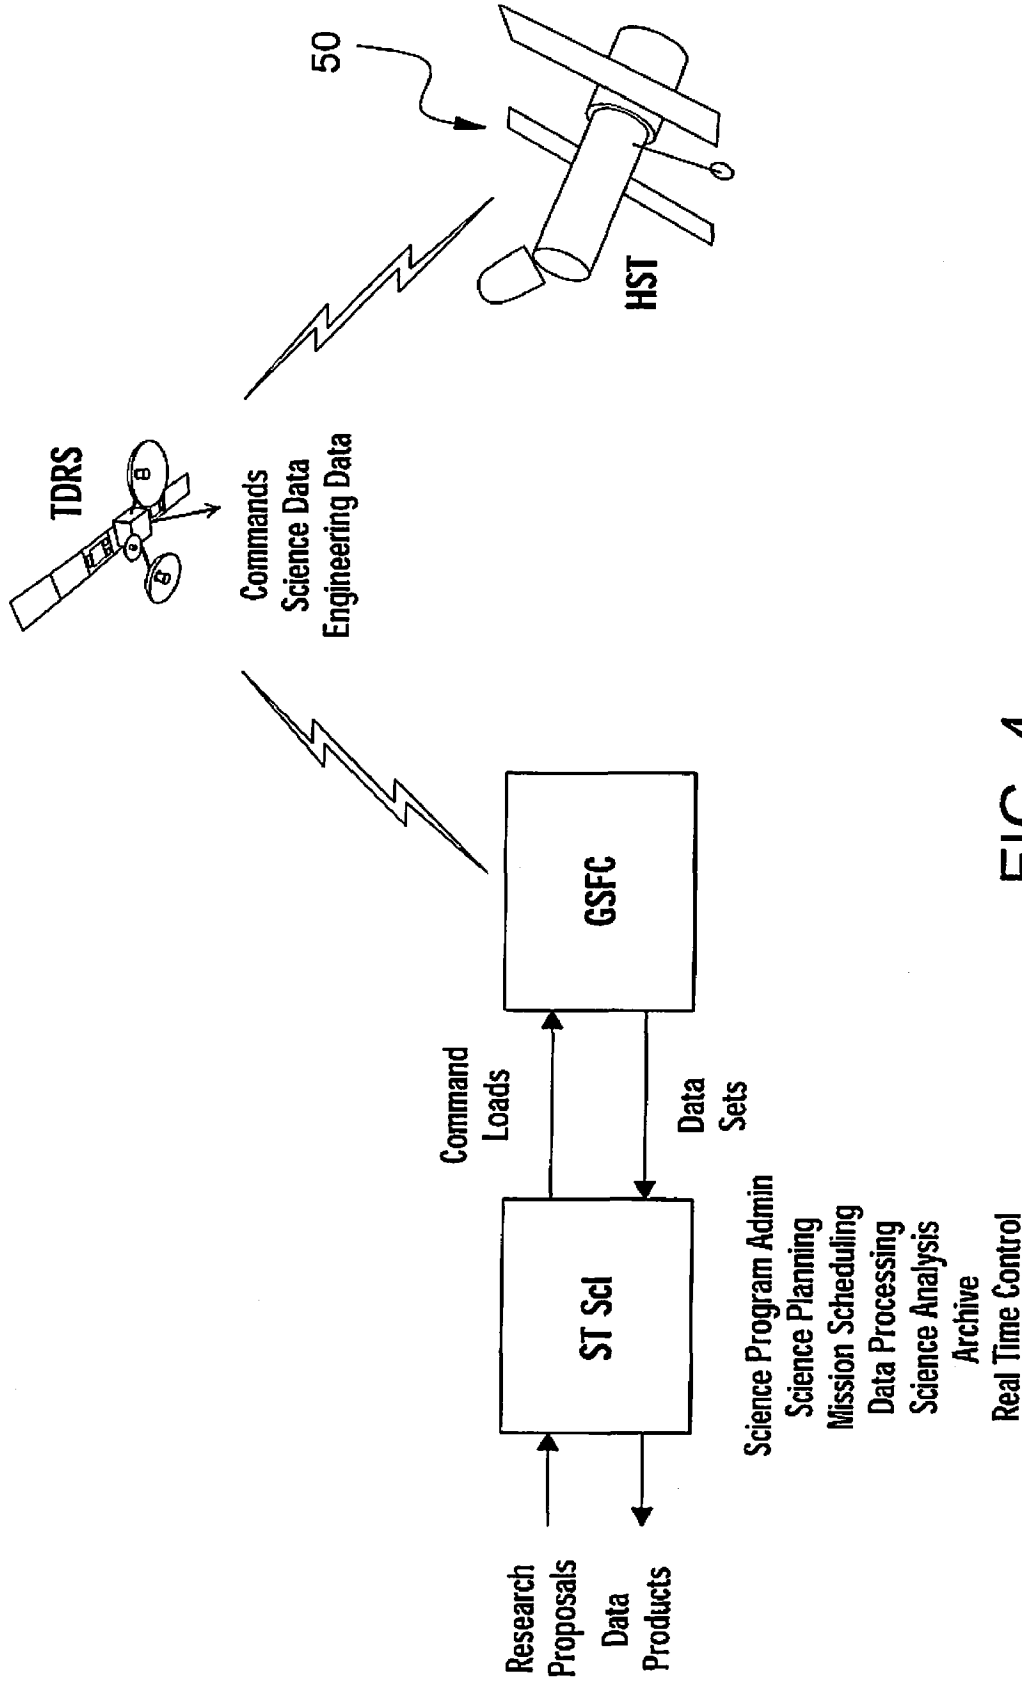 TDRS
50
Commands
Science Data
Engineering Data
HST
GSFC
Command
Loads
Data
Sets
ST ScI
Research
Proposals
Data
Products
Science Program Admin
Science Planning
Mission Scheduling
Data Processing
Science Analysis
Archive
Real Time Control
FIG. 4